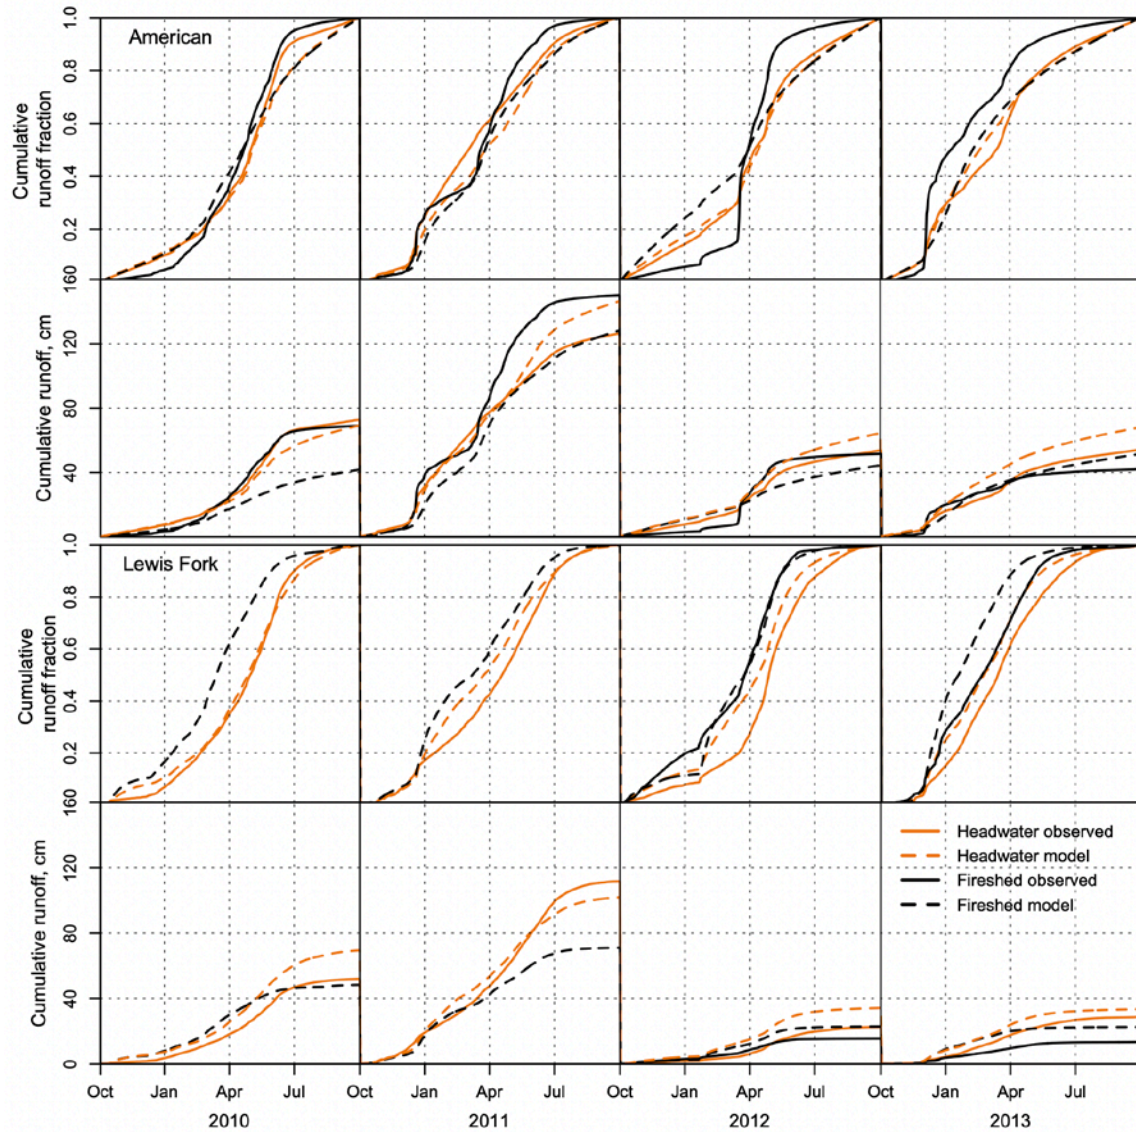 American
Cumulative
runoff fraction
1.0
0.8
0.6
0.4
0.2
160
Cumulative runoff, cm
120
80
40
1.0
Lewis Fork
Cumulative
runoff fraction
0.8
0.6
0.4
0.2
160
Cumulative runoff, cm
120
80
40
0
Headwater observed
Headwater model
Fireshed observed
Fireshed model
Oct Jan Apr Jul Oct Jan Apr Jul Oct Jan Apr Jul Oct Jan Apr Jul
2010 2011 2012 2013